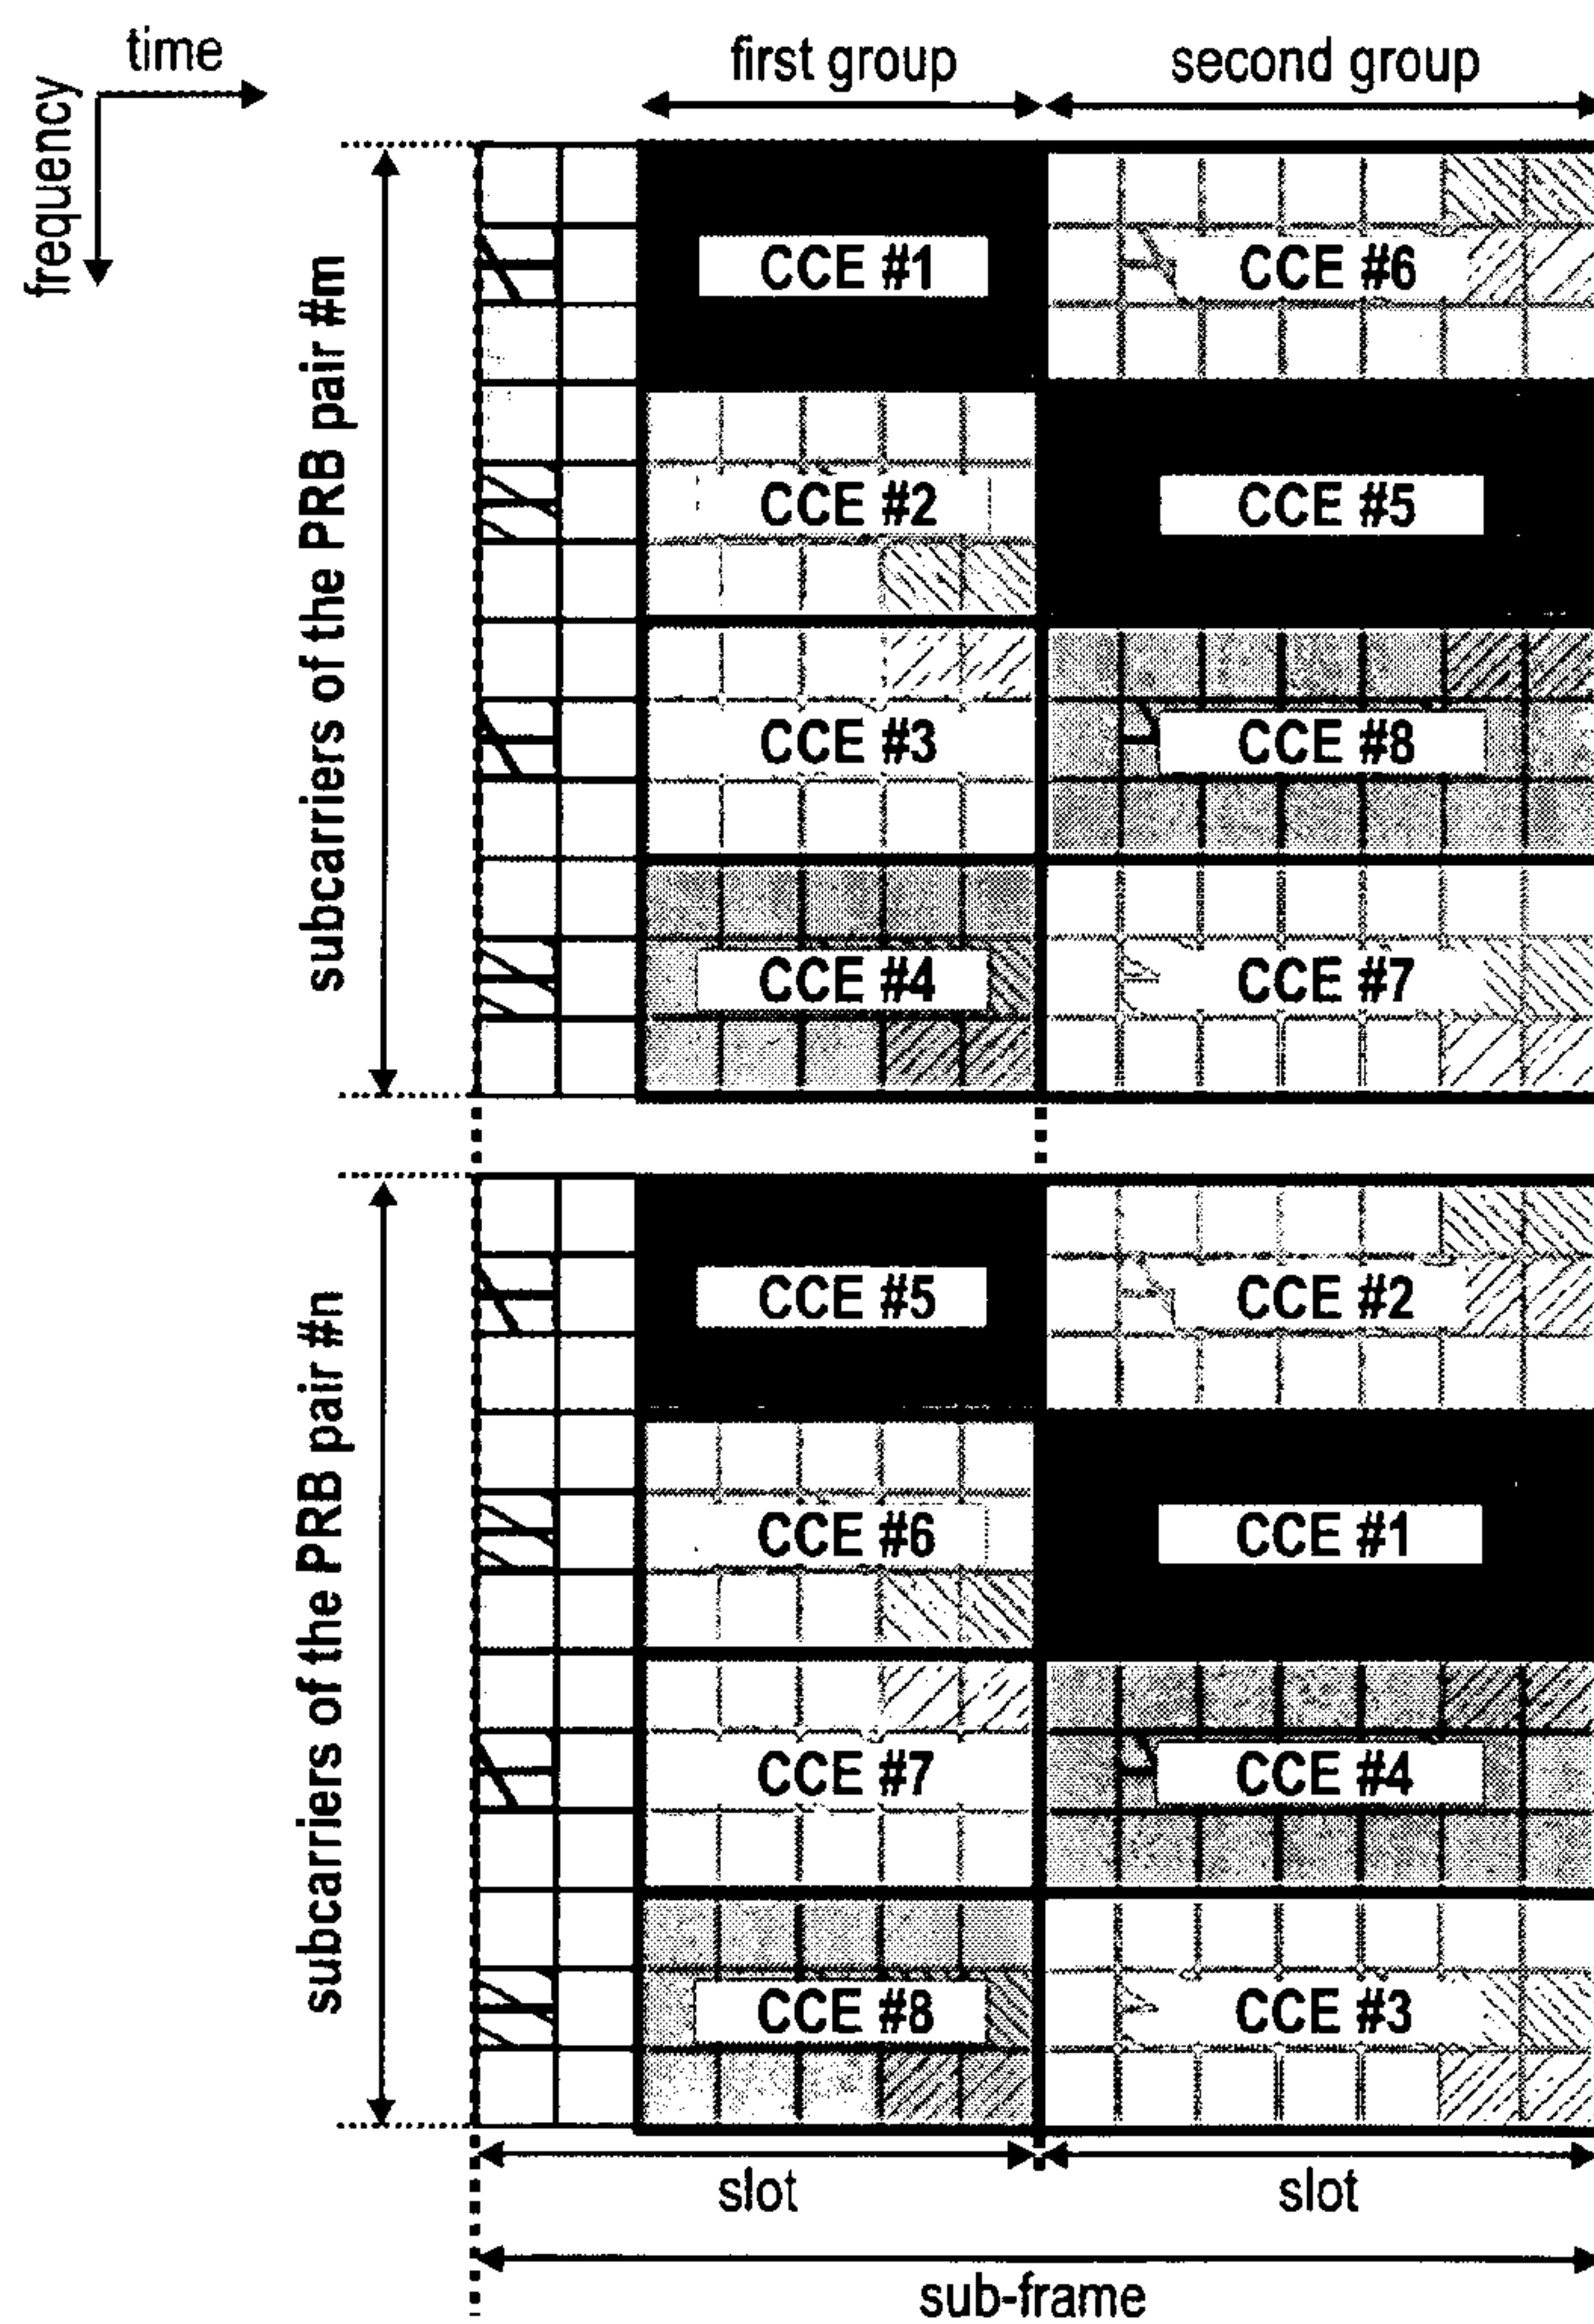 time
first group
second group
frequency
subcarriers of the PRB pair #m
CCE #1
CCE #6
CCE #2
CCE #5
CCE #3
CCE #8
CCE #4
CCE #7
subcarriers of the PRB pair #n
CCE #5
CCE #2
CCE #6
CCE #1
CCE #7
CCE #4
CCE #8
CCE #3
slot
slot
sub-frame